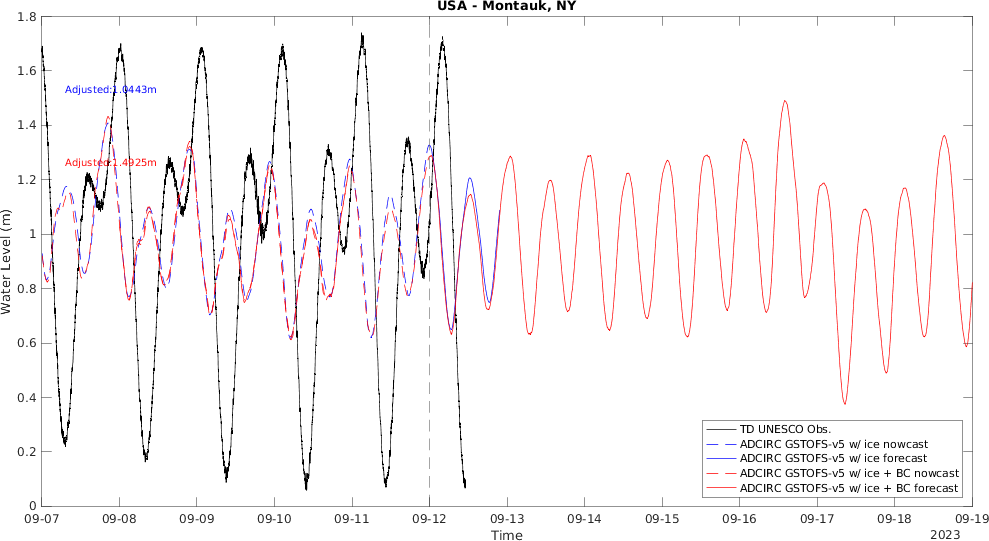 USA - Montauk, NY
1.8
1.6
1.4
1.2
1
0.8
0.6
0.4
0.2
0
Water Level (m)
Adjusted:1.0443m
Adjusted:1.4925m
TD UNESCO Obs.
ADCIRC GSTOFS-v5 w/ ice nowcast
ADCIRC GSTOFS-v5 w/ ice forecast
ADCIRC GSTOFS-v5 w/ ice + BC nowcast
ADCIRC GSTOFS-v5 w/ ice + BC forecast
09-07 09-08 09-09 09-10 09-11 09-12 09-13 09-14 09-15 09-16 09-17 09-18 09-19
Time
2023